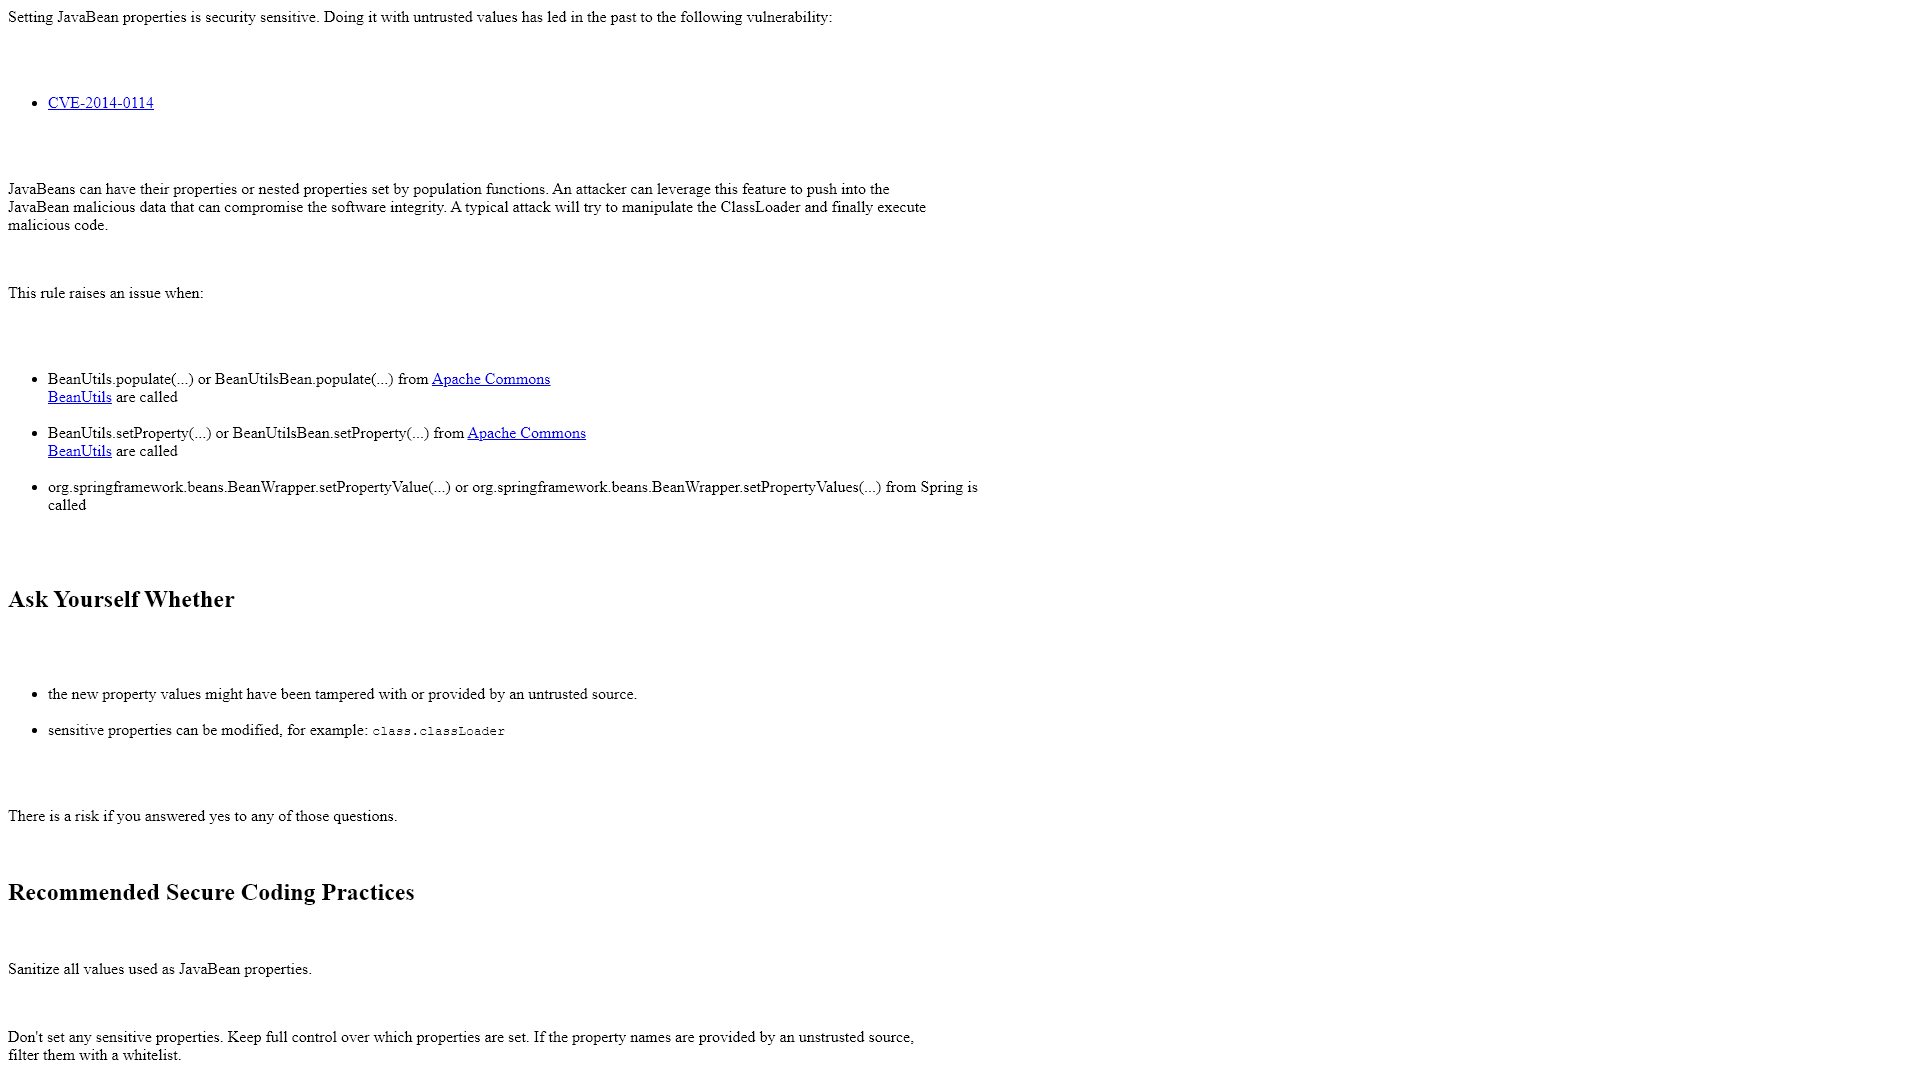 Setting JavaBean properties is security sensitive. Doing it with untrusted values has led in the past to the following vulnerability:
CVE-2014-0114
JavaBeans can have their properties or nested properties set by population functions. An attacker can leverage this feature to push into the
JavaBean malicious data that can compromise the software integrity. A typical attack will try to manipulate the ClassLoader and finally execute
malicious code.
This rule raises an issue when:
BeanUtils.populate(...) or BeanUtilsBean.populate(...) from Apache Commons
BeanUtils are called
BeanUtils.setProperty(...) or BeanUtilsBean.setProperty(...) from Apache Commons
BeanUtils are called
org.springframework.beans.BeanWrapper.setPropertyValue(...) or org.springframework.beans.BeanWrapper.setPropertyValues(...) from Spring is
called
Ask Yourself Whether
the new property values might have been tampered with or provided by an untrusted source.
sensitive properties can be modified, for example: class.classLoader
There is a risk if you answered yes to any of those questions.
Recommended Secure Coding Practices
Sanitize all values used as JavaBean properties.
Don't set any sensitive properties. Keep full control over which properties are set. If the property names are provided by an unstrusted source,
filter them with a whitelist.